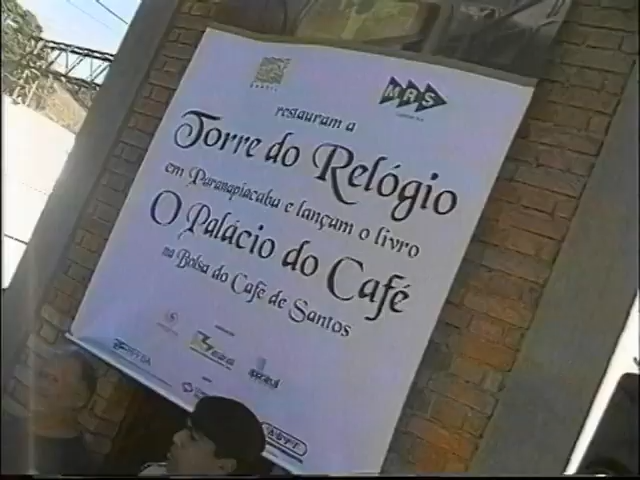 MRS
restauram a
Torre do Relógio
em Paranapiacaba e lançam o livro
O Palácio do Café
na Bolsa do Café de Santos